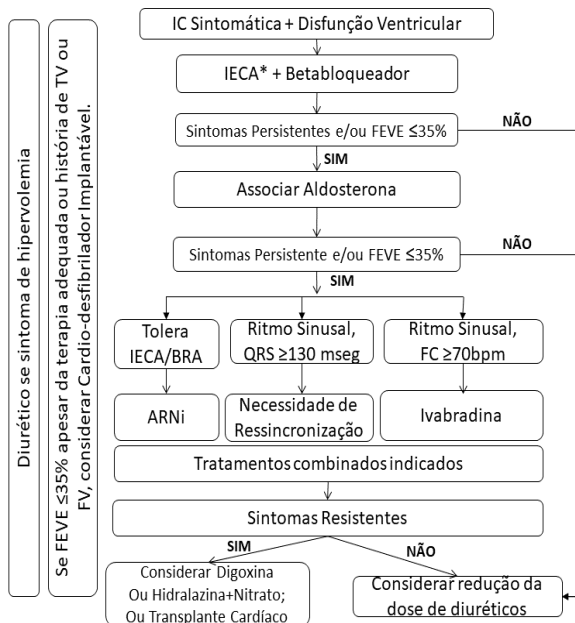 Diurético se sintoma de hipervolemia
Se FEVE ≤35% apesar da terapia adequada ou história de TV ou
FV, considerar Cardio-desfibrilador Implantável.
IC Sintomática + Disfunção Ventricular
IECA* + Betabloqueador
Sintomas Persistentes e/ou FEVE ≤35%
NÃO
SIM
Associar Aldosterona
Sintomas Persistente e/ou FEVE ≤35%
NÃO
SIM
Tolera
IECA/BRA
Ritmo Sinusal,
QRS ≥130 mseg
Ritmo Sinusal,
FC ≥70bpm
ARNi
Necessidade de
Ressincronização
Ivabradina
Tratamentos combinados indicados
Sintomas Resistentes
SIM
NÃO
Considerar Digoxina
Ou Hidralazina+Nitrato;
Ou Transplante Cardíaco
Considerar redução da
dose de diuréticos